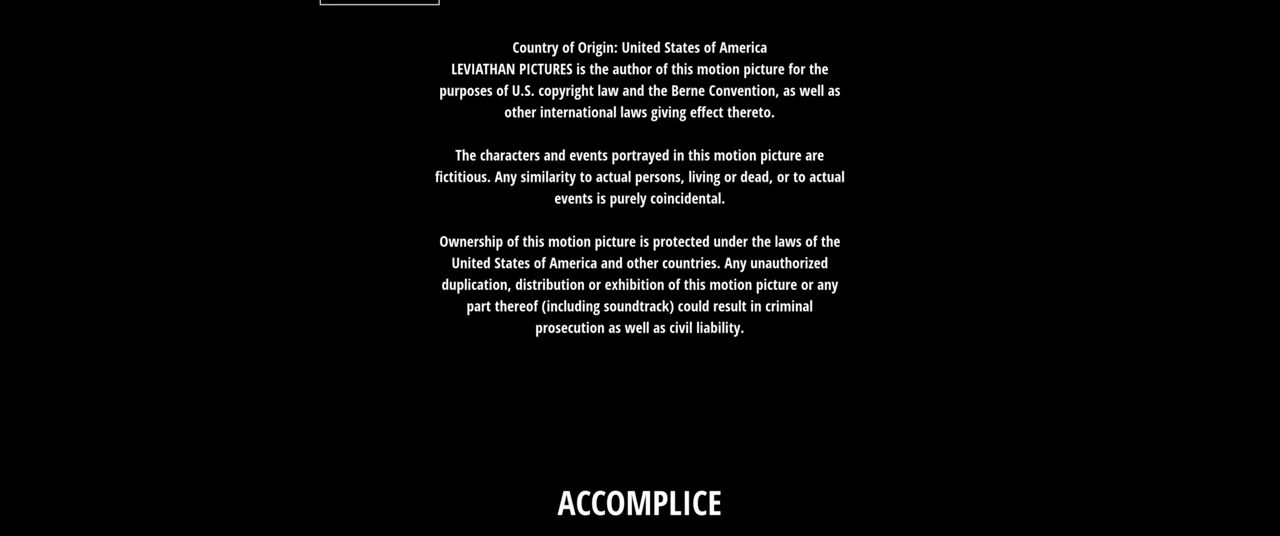 Country of Origin: United States of America
LEVIATHAN PICTURES is the author of this motion picture for the
purposes of U.S. copyright law and the Berne Convention, as well as
other international laws giving effect thereto.
The characters and events portrayed in this motion picture are
fictitious. Any similarity to actual persons, living or dead, or to actual
events is purely coincidental.
Ownership of this motion picture is protected under the laws of the
United States of America and other countries. Any unauthorized
duplication, distribution or exhibition of this motion picture or any
part thereof (including soundtrack) could result in criminal
prosecution as well as civil liability.
ACCOMPLICE